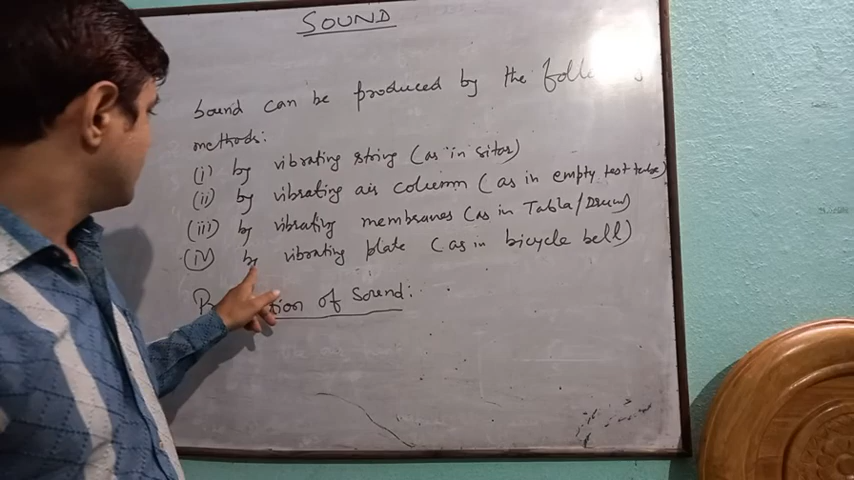 SOUND
Sound can be produced by the
methods:
(i) by vibrating string (as in sitar)
(ii) by vibrating air column (as in empty test tube)
(iii) by vibrating membranes (as in Tabla/Drum)
(iv) by vibrating plate (as in bicycle bell)
of Sound: